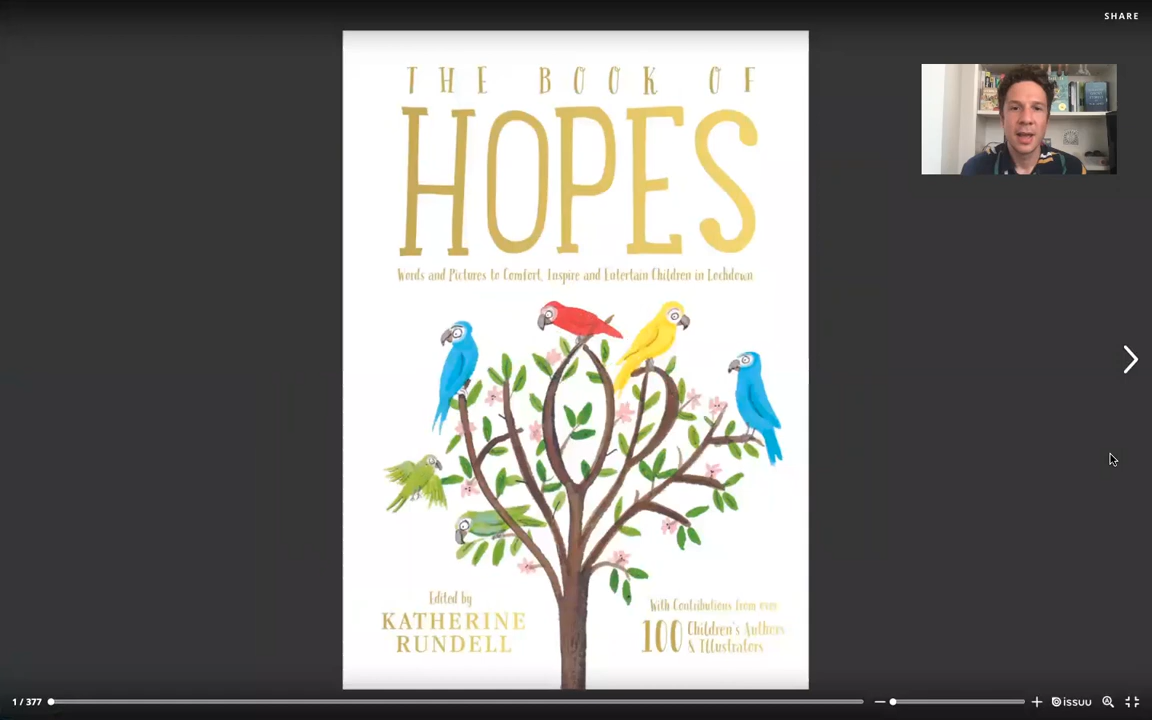 SHARE
THE BOOK OF
HOPES
Words and Pictures to Comfort, Inspire and Entertain Children in Lockdown
Edited by
KATHERINE
RUNDELL
With Contributions from over
100 Children's Authors
& Illustrators
1 / 377
issuu